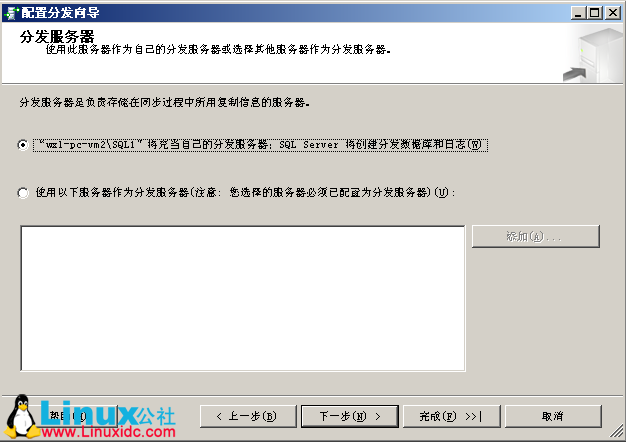 配置分发向导
分发服务器
使用此服务器作为自己的分发服务器或选择其他服务器作为分发服务器。
分发服务器是负责存储在同步过程中所用复制信息的服务器。
“wzl-pc-vm2\SQL1”将充当自己的分发服务器；SQL Server 将创建分发数据库和日志(W)
使用以下服务器作为分发服务器(注意: 您选择的服务器必须已配置为分发服务器)(U):
添加(A)...
Linux公社
www.Linuxidc.com
< 上一步(B)
下一步(N) >
完成(F) >>|
取消